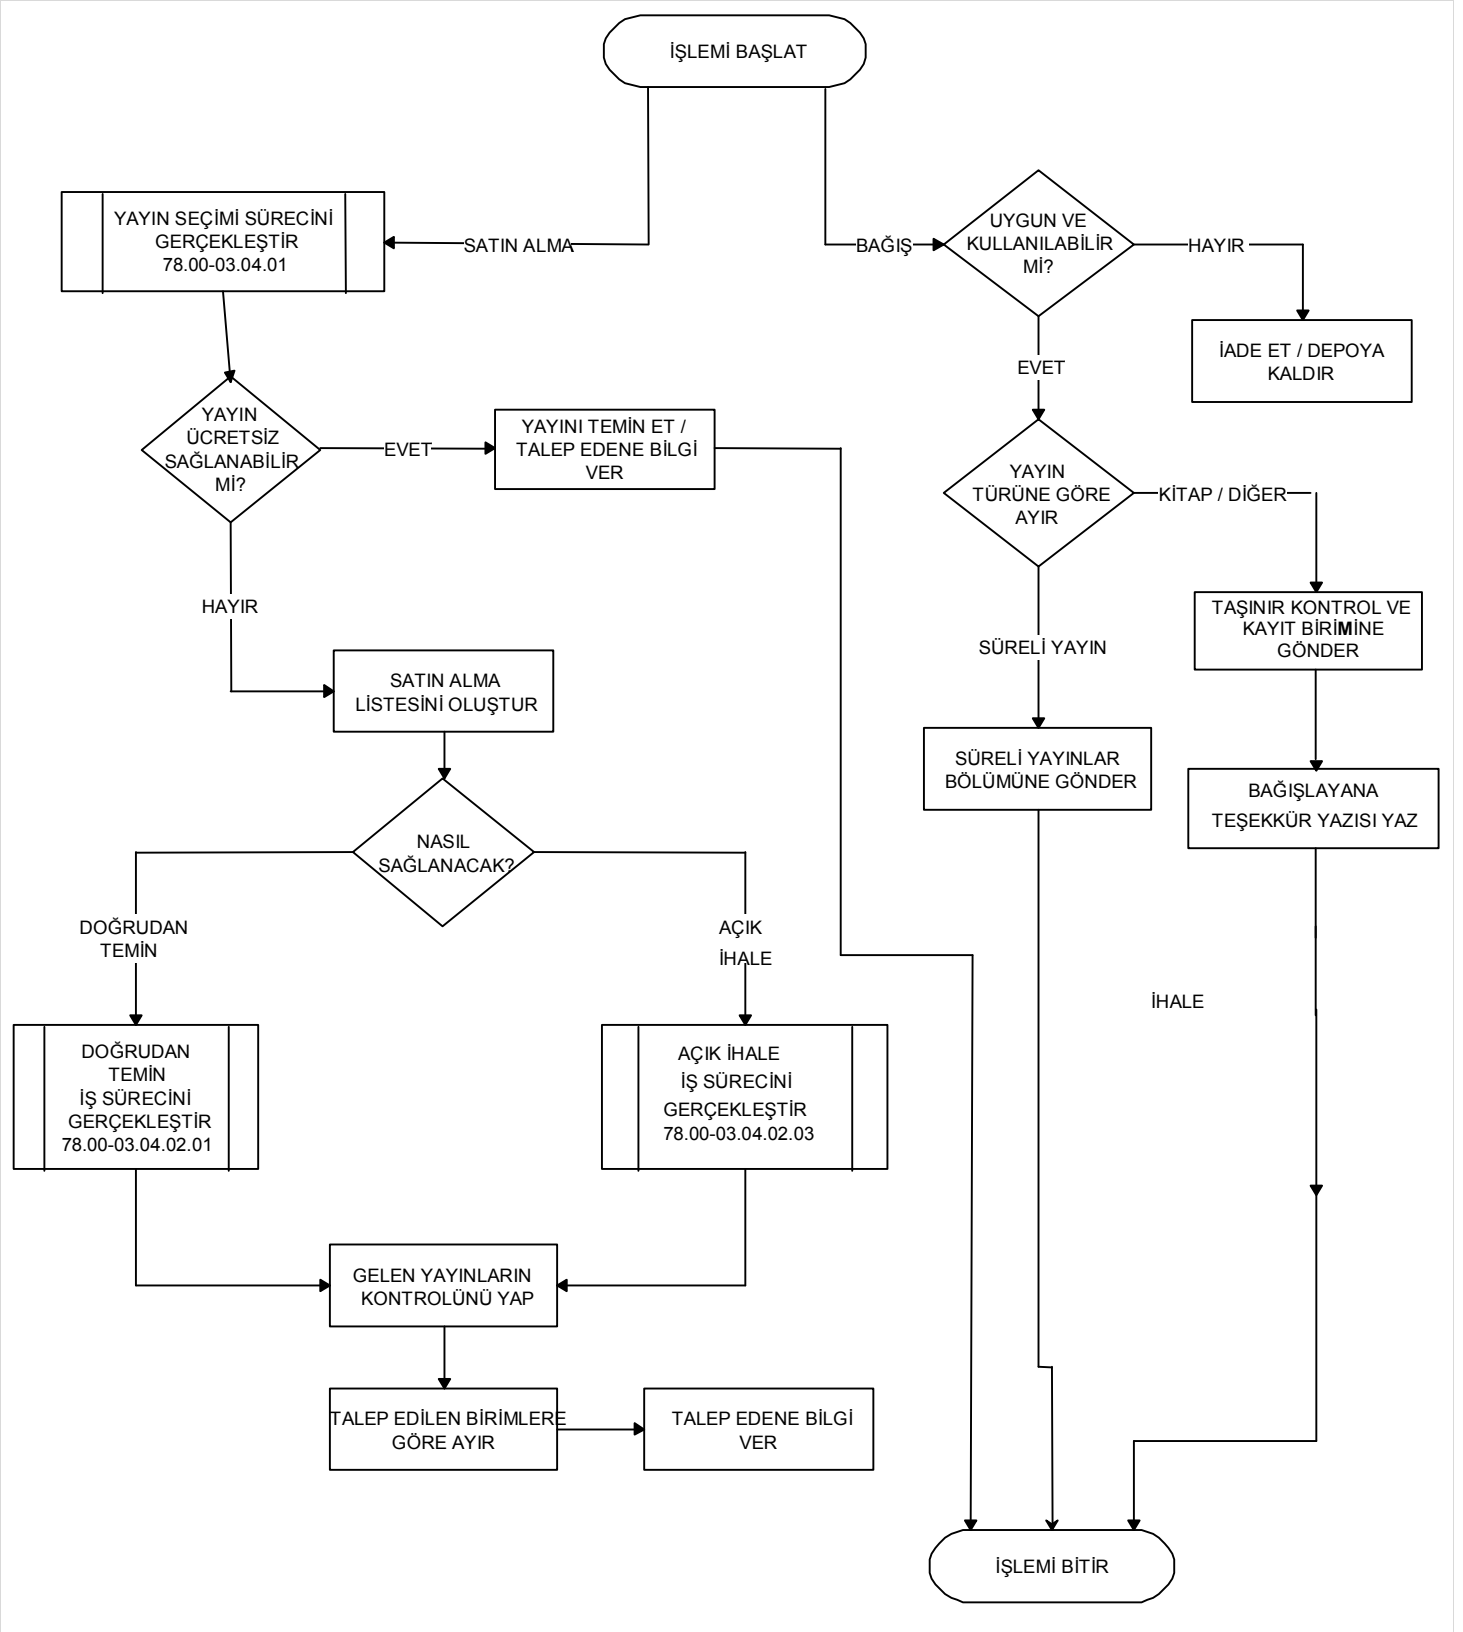 İŞLEMİ BAŞLAT
YAYIN SEÇİMİ SÜRECİNİ
GERÇEKLEŞTİR
78.00-03.04.01
SATIN ALMA
BAĞIŞ
UYGUN VE
KULLANILABİLİR
Mİ?
HAYIR
İADE ET / DEPOYA
KALDIR
EVET
YAYIN
ÜCRETSİZ
SAĞLANABİLİR
Mİ?
EVET
YAYINI TEMİN ET /
TALEP EDENE BİLGİ
VER
YAYIN
TÜRÜNE GÖRE
AYIR
KİTAP / DİĞER
HAYIR
TAŞINIR KONTROL VE
KAYIT BİRİMİNE
GÖNDER
SÜRELİ YAYIN
SATIN ALMA
LİSTESİNİ OLUŞTUR
SÜRELİ YAYINLAR
BÖLÜMÜNE GÖNDER
BAĞIŞLAYANA
TEŞEKKÜR YAZISI YAZ
NASIL
SAĞLANACAK?
DOĞRUDAN
TEMİN
AÇIK
İHALE
İHALE
DOĞRUDAN
TEMİN
İŞ SÜRECİNİ
GERÇEKLEŞTİR
78.00-03.04.02.01
AÇIK İHALE
İŞ SÜRECİNİ
GERÇEKLEŞTİR
78.00-03.04.02.03
GELEN YAYINLARIN
KONTROLÜNÜ YAP
TALEP EDİLEN BİRİMLERE
GÖRE AYIR
TALEP EDENE BİLGİ
VER
İŞLEMİ BİTİR